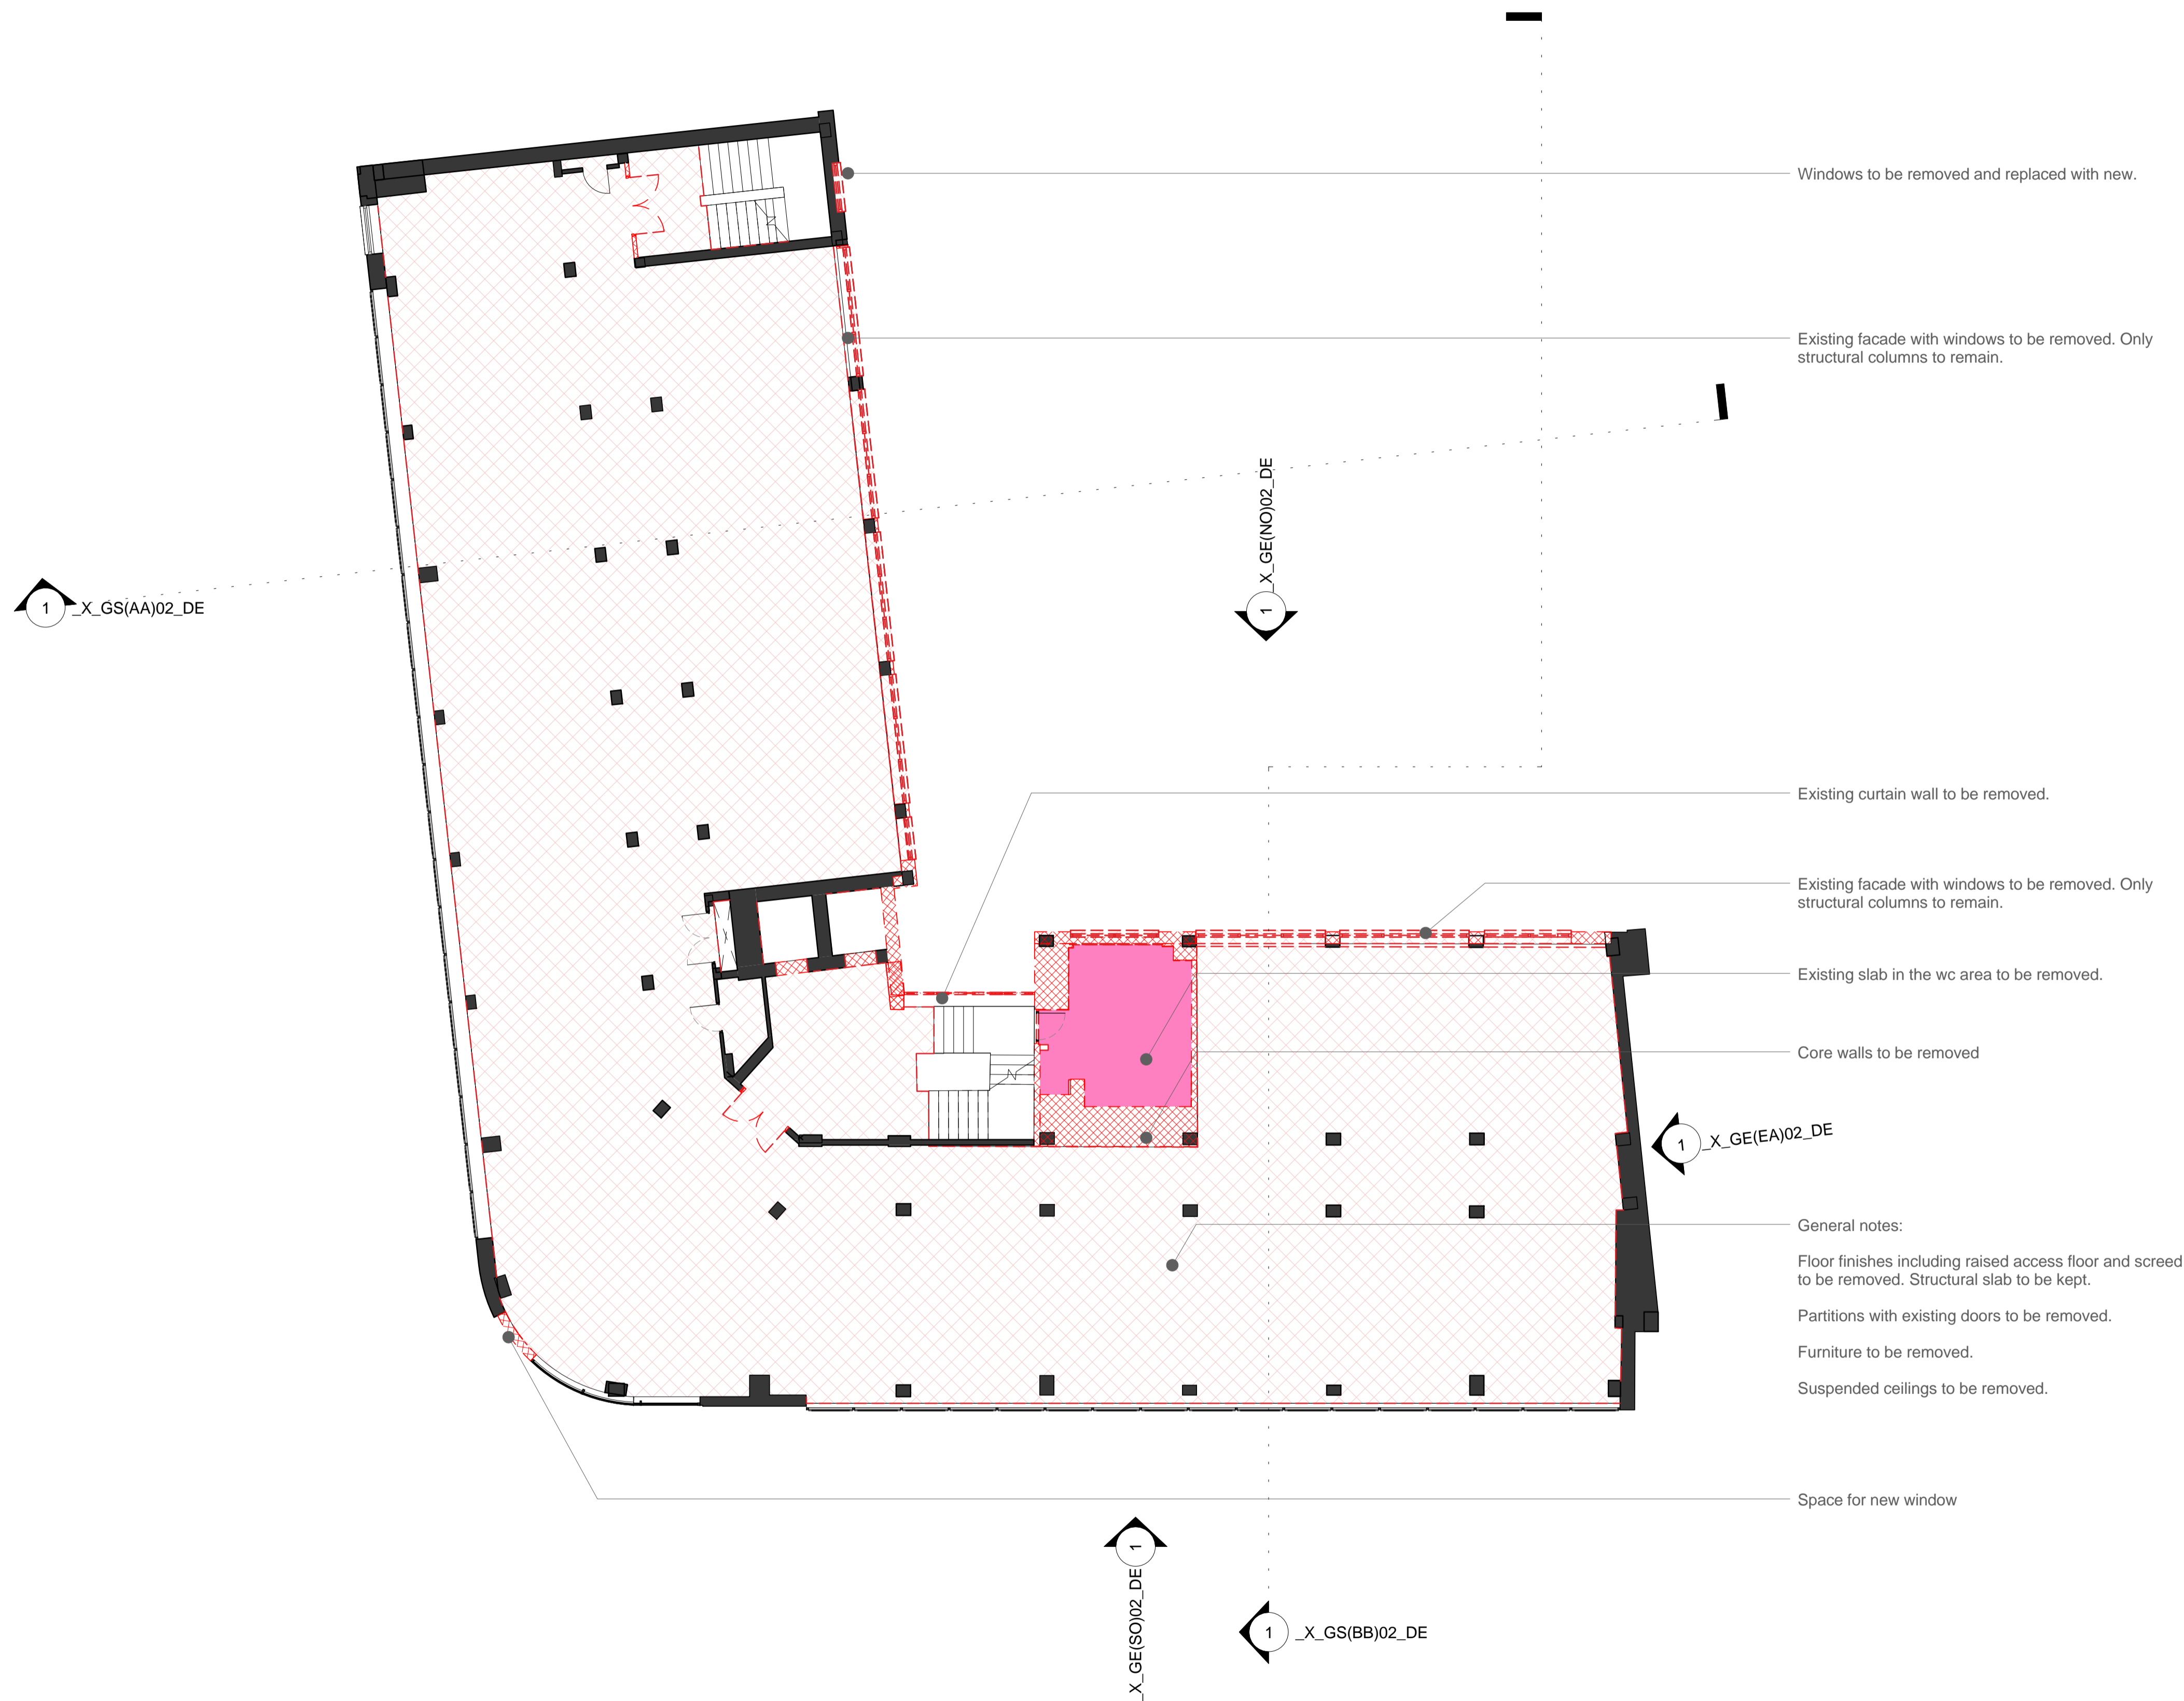 Windows to be removed and replaced with new.
Existing facade with windows to be removed. Only
structural columns to remain.
_X_GE(NO)02_DE
1
1
_X_GS(AA)02_DE
Existing curtain wall to be removed.
Existing facade with windows to be removed. Only
structural columns to remain.
Existing slab in the wc area to be removed.
Core walls to be removed
1
_X_GE(EA)02_DE
General notes:
Floor finishes including raised access floor and screed
to be removed. Structural slab to be kept.
Partitions with existing doors to be removed.
Furniture to be removed.
Suspended ceilings to be removed.
Space for new window
1
_X_GE(SO)02_DE
1
_X_GS(BB)02_DE